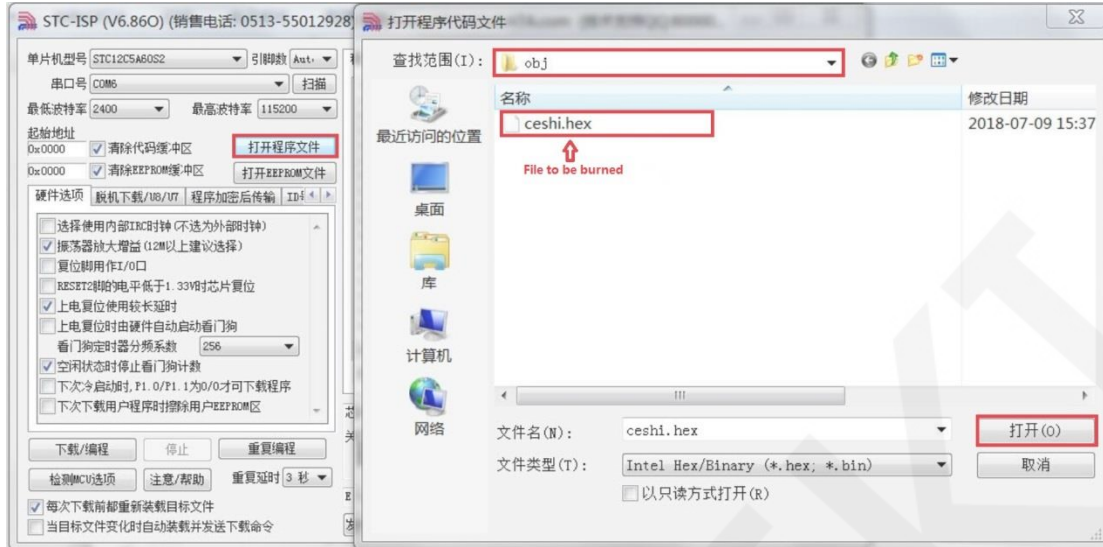 STC-ISP (V6.86O) (销售电话: 0513-55012928)
单片机型号 STC12C5A60S2 引脚数 Aut
串口号 COM6 扫描
最低波特率 2400 最高波特率 115200
起始地址
0x0000 清除代码缓冲区 打开程序文件
0x0000 清除EEPROM缓冲区 打开EEPROM文件
硬件选项 脱机下载/U8/U7 程序加密后传输
选择使用内部IRC时钟(不选为外部时钟)
振荡器放大增益(12M以上建议选择)
复位脚用作I/O口
RESET2脚的电平低于1.33V时芯片复位
上电复位使用较长延时
上电复位时由硬件自动启动看门狗
看门狗定时器分频系数 256
空闲状态时停止看门狗计数
下次冷启动时,P1.0/P1.1为0/0才可下载程序
下次下载用户程序时擦除用户EEPROM区
下载/编程 停止 重复编程
检测MCU选项 注意/帮助 重复延时 3 秒
每次下载前都重新装载目标文件
当目标文件变化时自动装载并发送下载命令
打开程序代码文件
查找范围(I): obj
名称 修改日期
ceshi.hex 2018-07-09 15:37
File to be burned
最近访问的位置
桌面
库
计算机
网络
文件名(N): ceshi.hex 打开(O)
文件类型(T): Intel Hex/Binary (*.hex; *.bin) 取消
以只读方式打开(R)